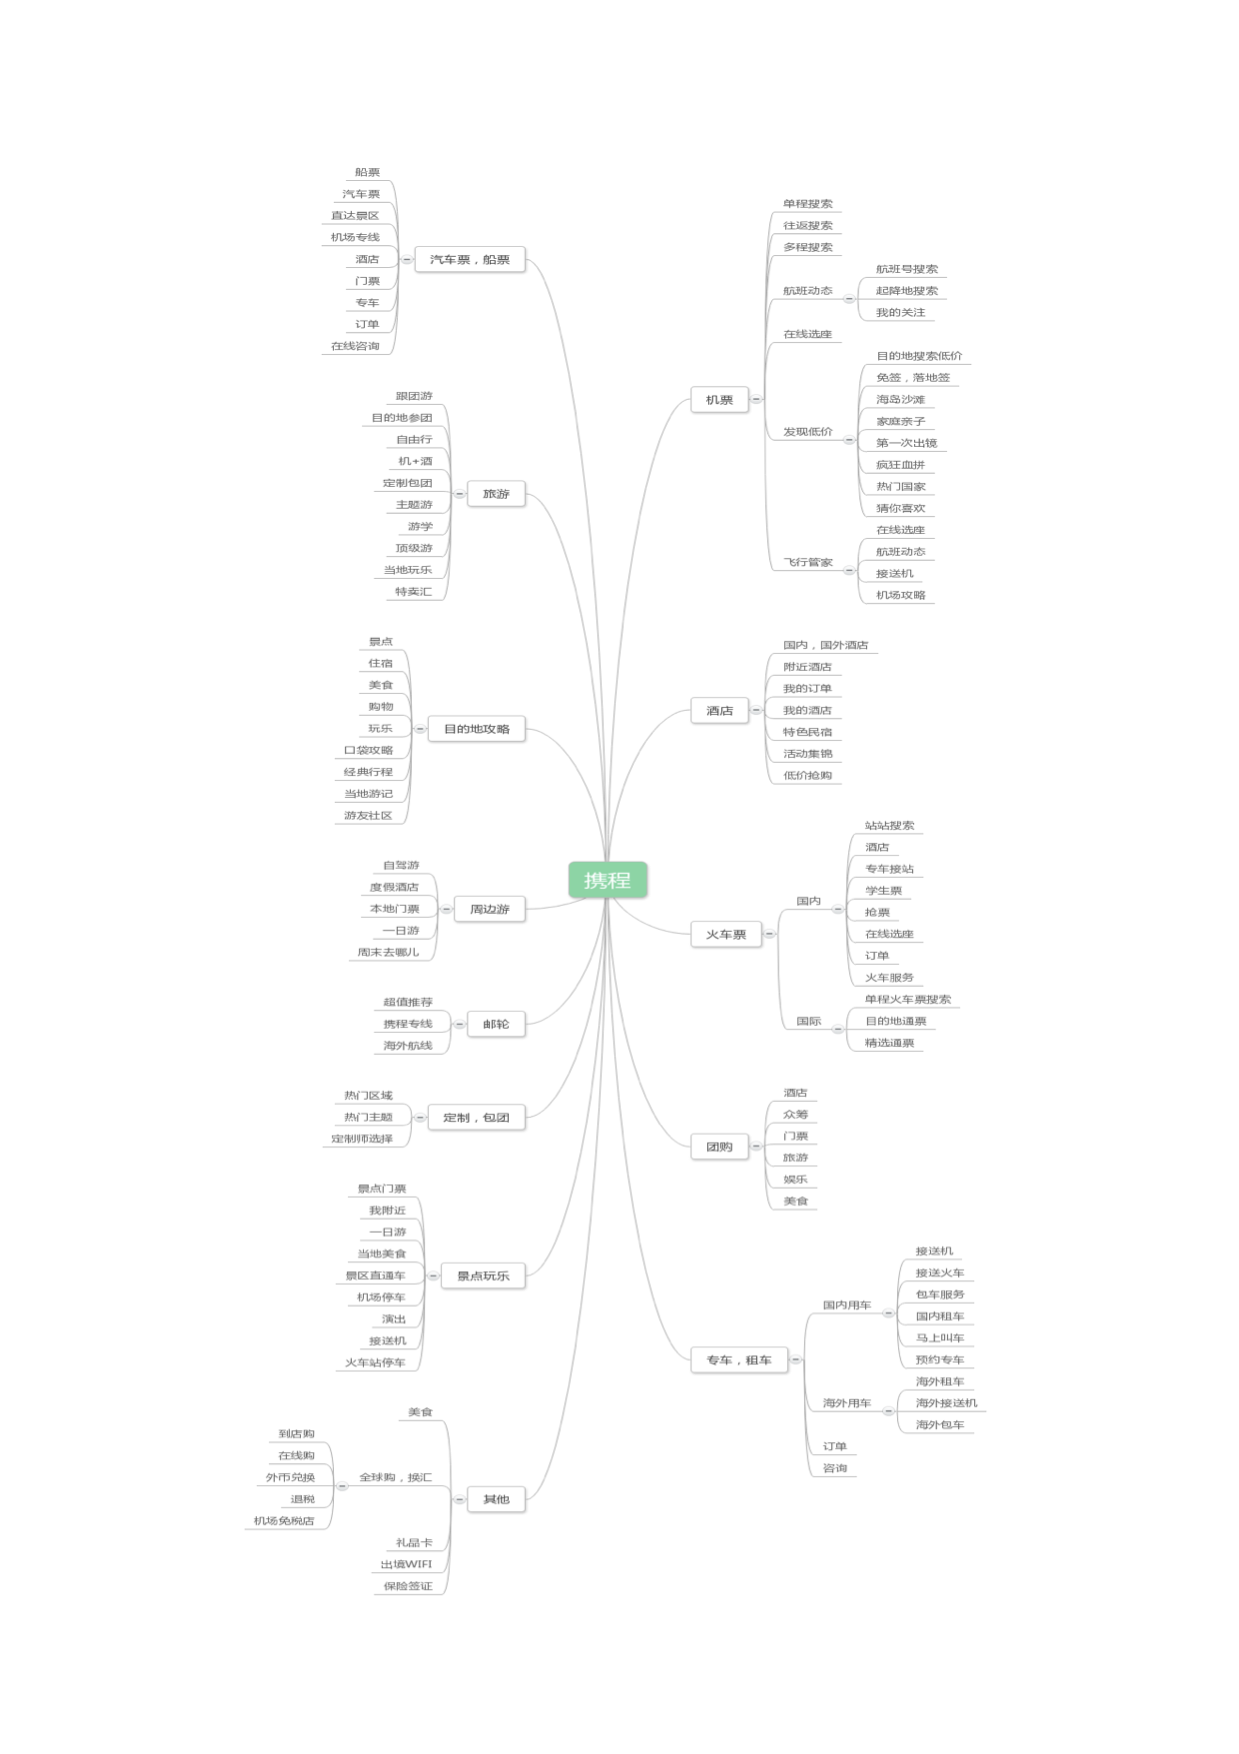 携程
机票
单程搜索
往返搜索
多程搜索
航班动态
航班号搜索
起降地搜索
我的关注
在线选座
发现低价
目的地搜索低价
免签，落地签
海岛沙滩
家庭亲子
第一次出镜
疯狂血拼
热门国家
猜你喜欢
飞行管家
在线选座
航班动态
接送机
机场攻略
酒店
国内，国外酒店
附近酒店
我的订单
我的酒店
特色民宿
活动集锦
低价抢购
火车票
国内
站站搜索
酒店
专车接站
学生票
抢票
在线选座
订单
火车服务
国际
单程火车票搜索
目的地通票
精选通票
团购
酒店
众筹
门票
旅游
娱乐
美食
专车，租车
国内用车
接送机
接送火车
包车服务
国内租车
马上叫车
预约专车
海外用车
海外租车
海外接送机
海外包车
订单
咨询
汽车票，船票
船票
汽车票
直达景区
机场专线
酒店
门票
专车
订单
在线咨询
旅游
跟团游
目的地参团
自由行
机+酒
定制包团
主题游
游学
顶级游
当地玩乐
特卖汇
目的地攻略
景点
住宿
美食
购物
玩乐
口袋攻略
经典行程
当地游记
游友社区
周边游
自驾游
度假酒店
本地门票
一日游
周末去哪儿
邮轮
超值推荐
携程专线
海外航线
定制，包团
热门区域
热门主题
定制师选择
景点玩乐
景点门票
我附近
一日游
当地美食
景区直通车
机场停车
演出
接送机
火车站停车
其他
美食
全球购，换汇
到店购
在线购
外币兑换
退税
机场免税店
礼品卡
出境WIFI
保险签证